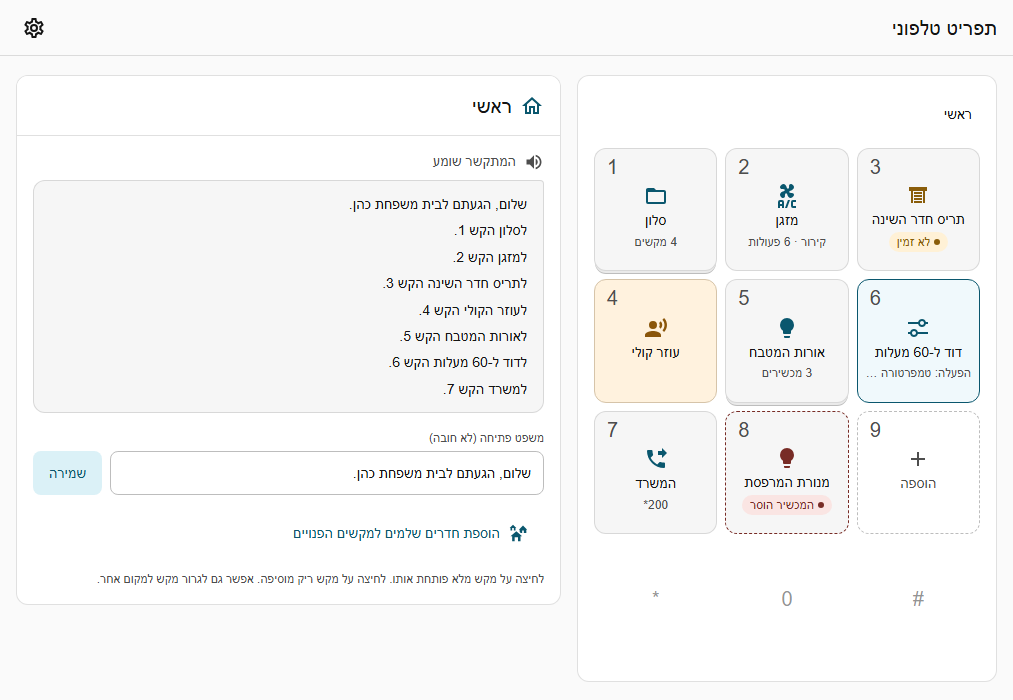 תפריט טלפוני
ראשי
1
סלון
4 מקשים
2
A/C
מזגן
קירור · 6 פעולות
3
תריס חדר השינה
לא זמין
4
עוזר קולי
5
אורות המטבח
3 מכשירים
6
דוד ל-60 מעלות
הפעלה: טמפרטורה ...
7
המשרד
*200
8
מנורת המרפסת
המכשיר הוסר
9
הוספה
*
0
#
ראשי
המתקשר שומע
שלום, הגעתם לבית משפחת כהן.
לסלון הקש 1.
למזגן הקש 2.
לתריס חדר השינה הקש 3.
לעוזר הקולי הקש 4.
לאורות המטבח הקש 5.
לדוד ל-60 מעלות הקש 6.
למשרד הקש 7.
משפט פתיחה (לא חובה)
שלום, הגעתם לבית משפחת כהן.
שמירה
הוספת חדרים שלמים למקשים הפנויים
לחיצה על מקש מלא פותחת אותו. לחיצה על מקש ריק מוסיפה. אפשר גם לגרור מקש למקום אחר.